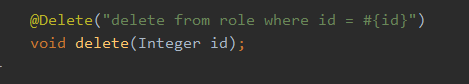 @Delete("delete from role where id = #{id}")
void delete(Integer id);